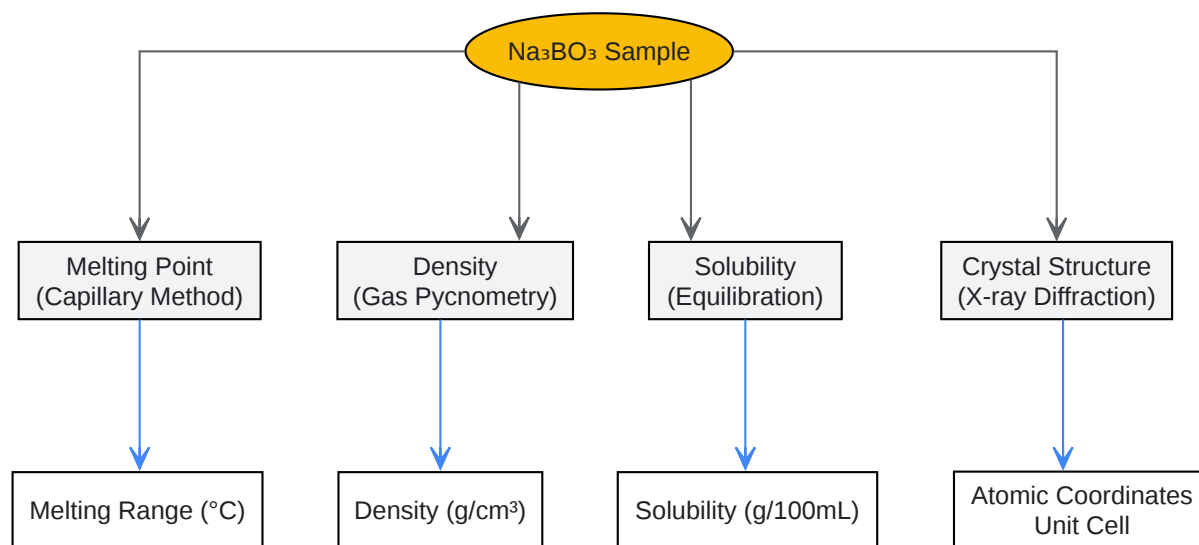 Na₃BO₃ Sample
Melting Point
(Capillary Method)
Density
(Gas Pycnometry)
Solubility
(Equilibration)
Crystal Structure
(X-ray Diffraction)
Melting Range (°C)
Density (g/cm³)
Solubility (g/100mL)
Atomic Coordinates
Unit Cell